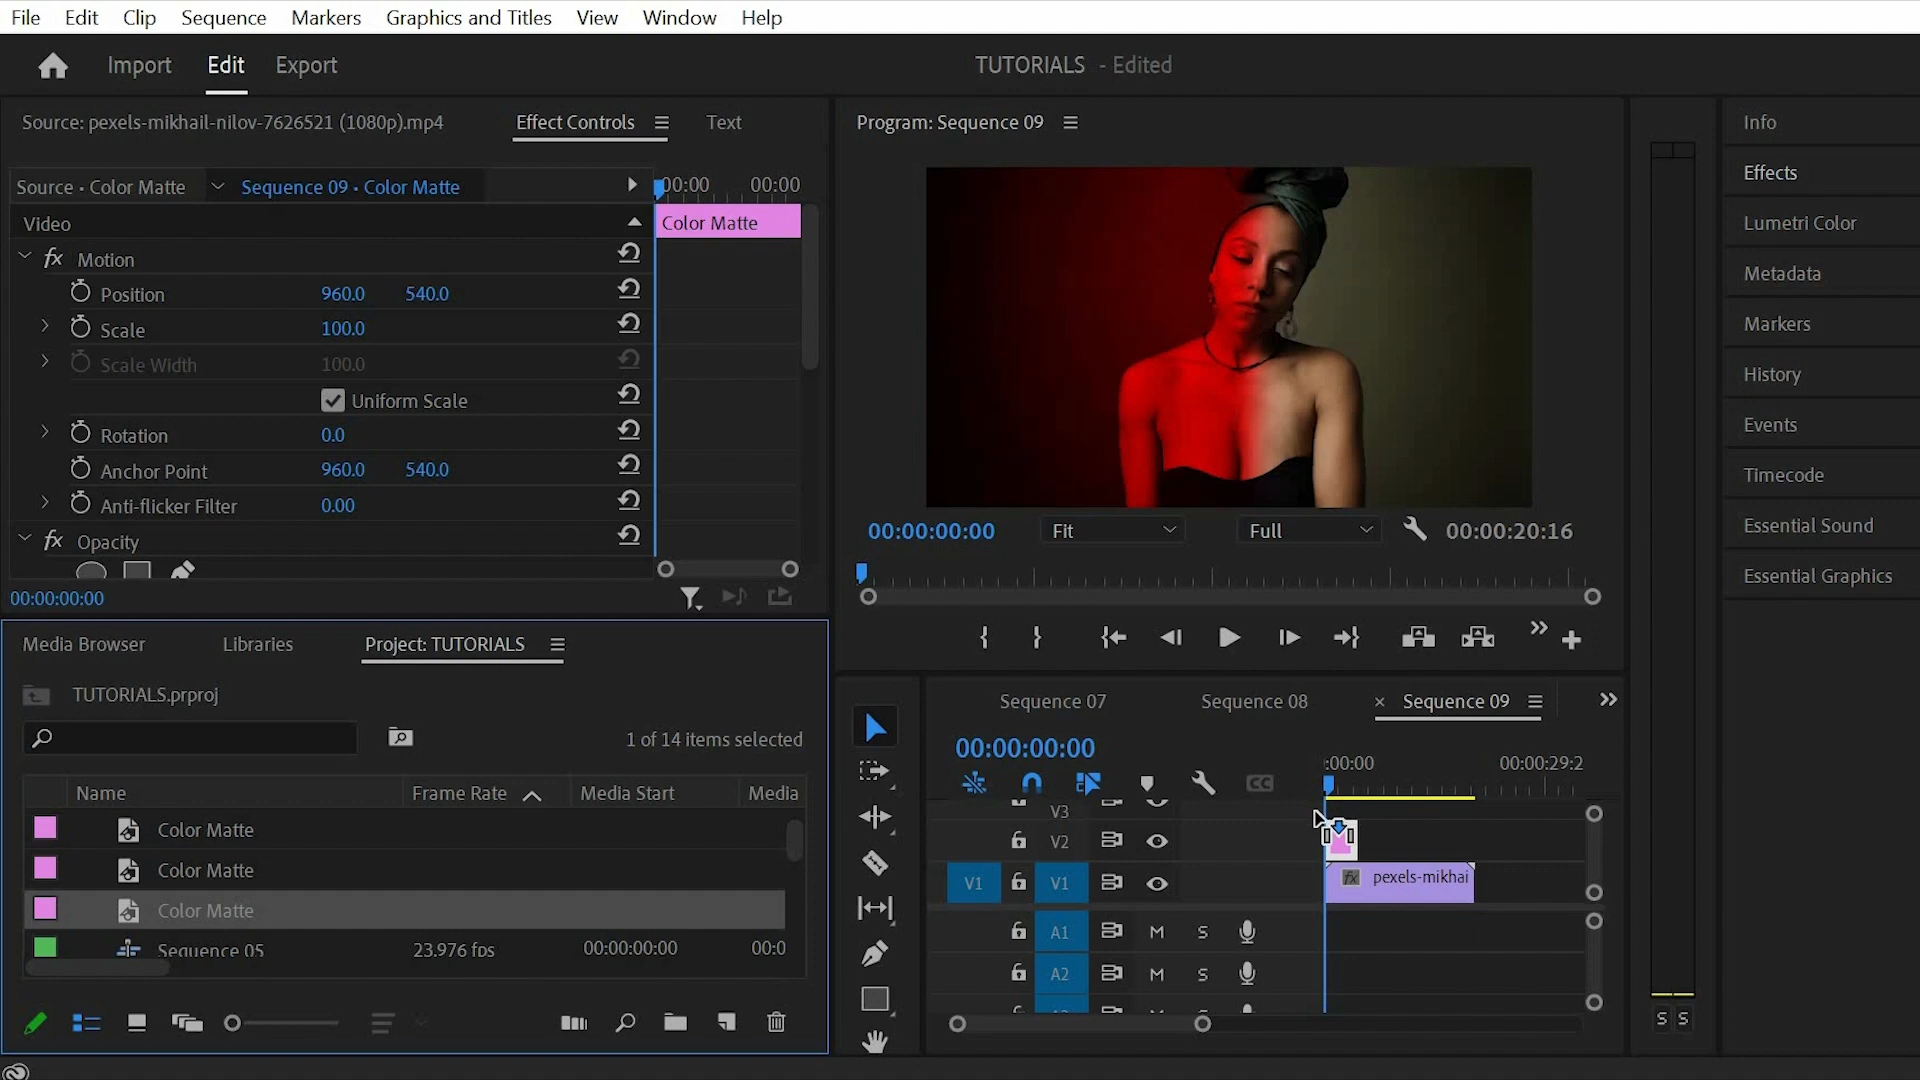 File Edit Clip Sequence Markers Graphics and Titles View Window Help
Import Edit Export TUTORIALS - Edited
Source: pexels-mikhail-nilov-7626521 (1080p).mp4 Effect Controls Text
Source • Color Matte Sequence 09 • Color Matte 00:00 00:00
Video Color Matte
fx Motion
Position 960.0 540.0
Scale 100.0
Scale Width 100.0
Uniform Scale
Rotation 0.0
Anchor Point 960.0 540.0
Anti-flicker Filter 0.00
fx Opacity
00:00:00:00
Program: Sequence 09
00:00:00:00 Fit Full 00:00:20:16
Info
Effects
Lumetri Color
Metadata
Markers
History
Events
Timecode
Essential Sound
Essential Graphics
Media Browser Libraries Project: TUTORIALS
TUTORIALS.prproj
1 of 14 items selected
Name Frame Rate Media Start Media
Color Matte
Color Matte
Color Matte
Sequence 05 23.976 fps 00:00:00:00 00:0
Sequence 07 Sequence 08 × Sequence 09
00:00:00:00
:00:00 00:00:29:2
CC
V3
V2
V1 V1 fx pexels-mikhai
A1 M S
A2 M S
S S